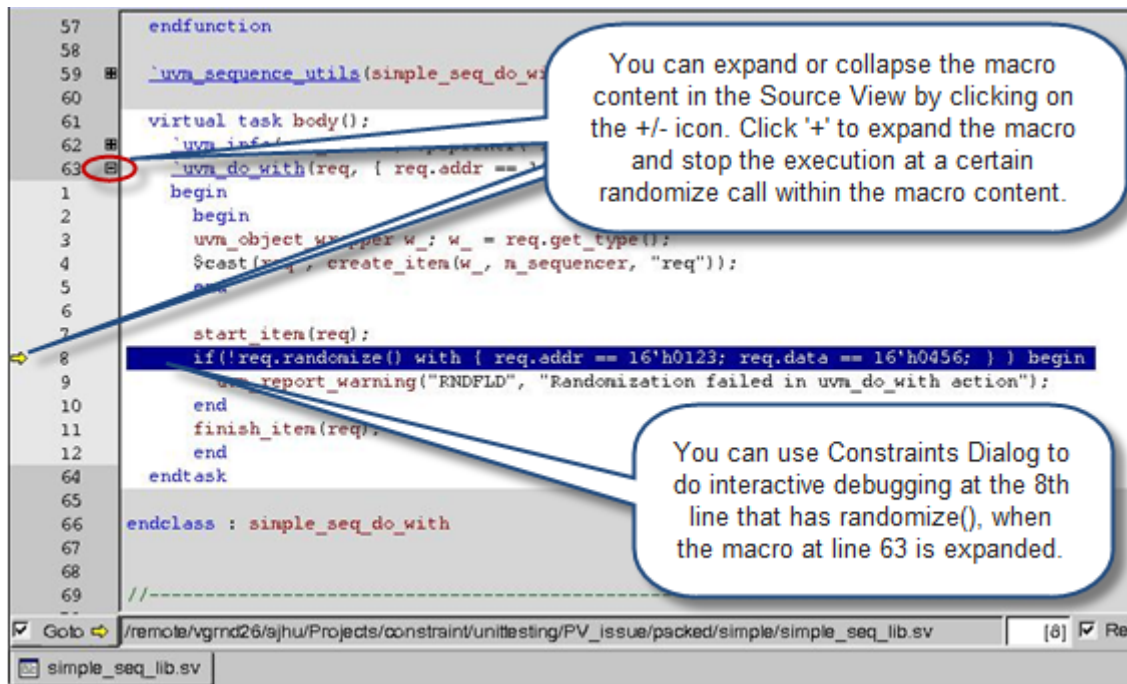 57 endfunction
58
59 `uvm_sequence_utils(simple_seq_do_wi
60
61 virtual task body();
62
63 `uvm_do_with(req, { req.addr ==
You can expand or collapse the macro
content in the Source View by clicking on
the +/- icon. Click '+' to expand the macro
and stop the execution at a certain
randomize call within the macro content.
1 begin
2 begin
3 uvm_object_wrapper w_; w_ = req.get_type();
4 $cast(req, create_item(w_, m_sequencer, "req"));
5 end
6
7 start_item(req);
8 if(!req.randomize() with { req.addr == 16'h0123; req.data == 16'h0456; } ) begin
9 uvm_report_warning("RNDFLD", "Randomization failed in uvm_do_with action");
10 end
11 finish_item(req);
12 end
You can use Constraints Dialog to
do interactive debugging at the 8th
line that has randomize(), when
the macro at line 63 is expanded.
64 endtask
65
66 endclass : simple_seq_do_with
67
68
69 //---------------------------------------------------
Goto /remote/vgrnd26/ajhu/Projects/constraint/unittesting/PV_issue/packed/simple/simple_seq_lib.sv [8] Re
simple_seq_lib.sv